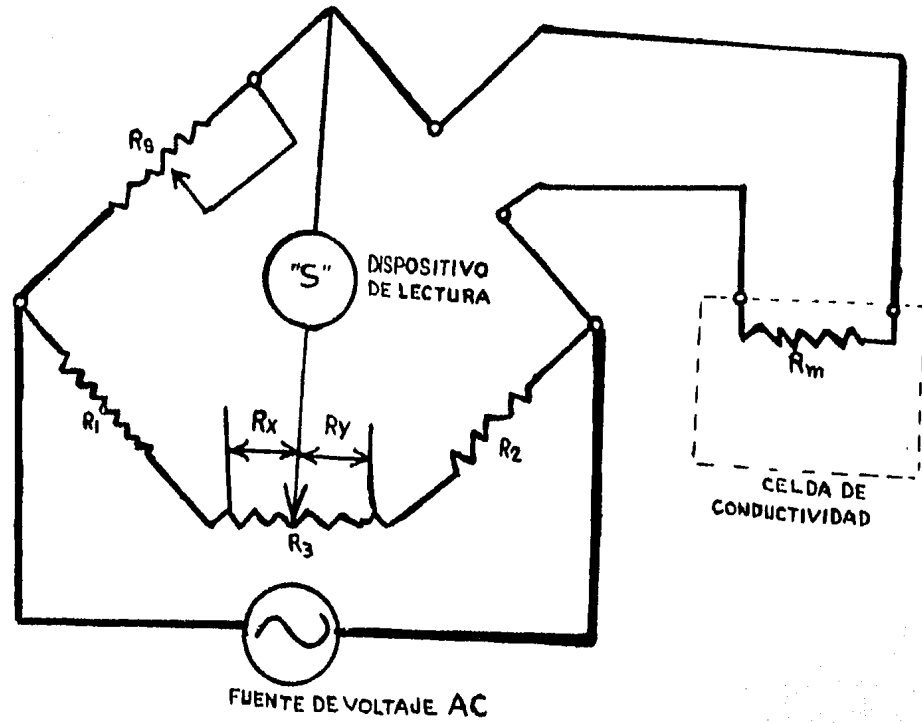 Rs
"S"
DISPOSITIVO
DE LECTURA
Rm
R1
Rx
Ry
R2
R3
CELDA DE
CONDUCTIVIDAD
FUENTE DE VOLTAJE AC